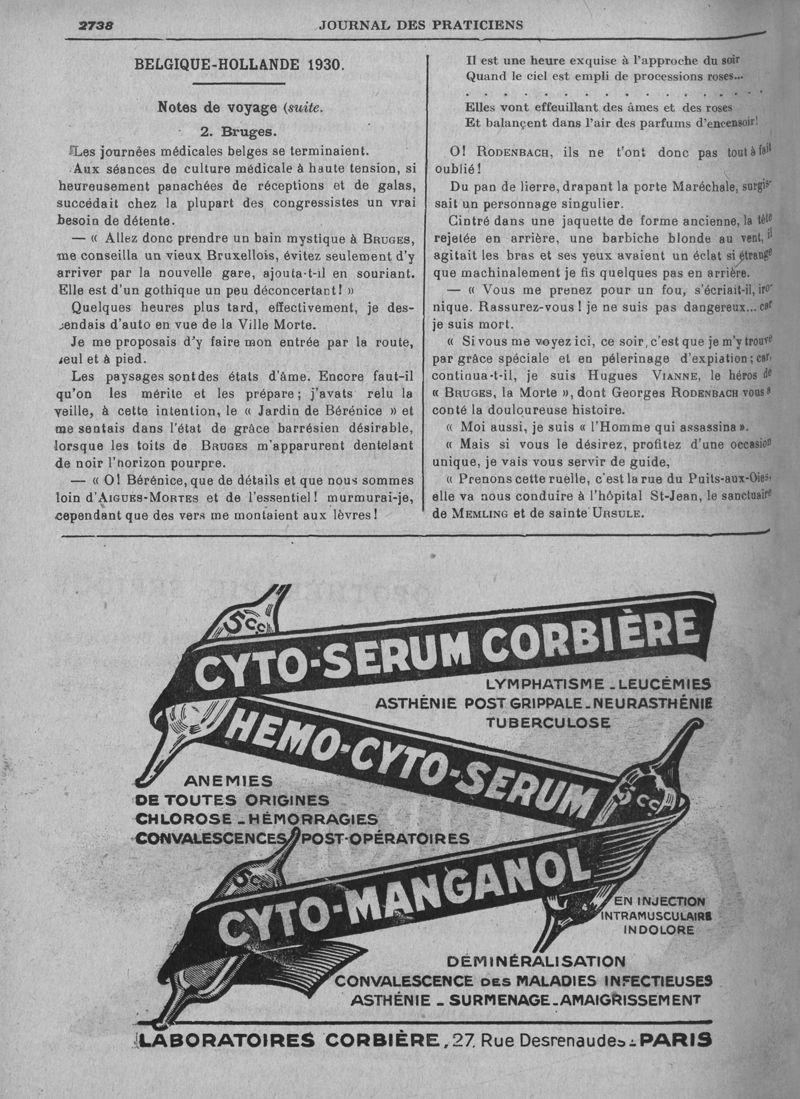 2738
JOURNAL DES PRATICIENS
BELGIQUE-HOLLANDE 1930.
Notes de voyage (suite.
2. Bruges.
Les journées médicales belges se terminaient.
Aux séances de culture médicale à haute tension, si
heureusement panachées de réceptions et de galas,
succédait chez la plupart des congressistes un vrai
besoin de détente.
— « Allez donc prendre un bain mystique à BRUGES,
me conseilla un vieux Bruxellois, évitez seulement d'y
arriver par la nouvelle gare, ajouta-t-il en souriant.
Elle est d'un gothique un peu déconcertant! »
Quelques heures plus tard, effectivement, je des-
cendais d'auto en vue de la Ville Morte.
Je me proposais d'y faire mon entrée par la route,
seul et à pied.
Les paysages sont des états d'âme. Encore faut-il
qu'on les mérite et les prépare; j'avats relu la
veille, à cette intention, le « Jardin de Bérénice » et
me sentais dans l'état de grâce barrésien désirable,
lorsque les toits de BRUGES m'apparurent dentelant
de noir l'horizon pourpre.
— « O! Bérénice, que de détails et que nous sommes
loin d'AIGUES-MORTES et de l'essentiel! murmurai-je,
cependant que des vers me montaient aux lèvres!
Il est une heure exquise à l'approche du soir
Quand le ciel est empli de processions roses...
. . . . . . . . . . . . . . . . .
Elles vont effeuillant des âmes et des roses
Et balançent dans l'air des parfums d'encensoir!
O! RODENBACH, ils ne t'ont donc pas tout à fait
oublié!
Du pan de lierre, drapant la porte Maréchale, surgis-
sait un personnage singulier.
Cintré dans une jaquette de forme ancienne, la tête
rejetée en arrière, une barbiche blonde au vent, il
agitait les bras et ses yeux avaient un éclat si étrange
que machinalement je fis quelques pas en arrière.
— « Vous me prenez pour un fou, s'écriait-il, iro-
nique. Rassurez-vous! je ne suis pas dangereux... car
je suis mort.
« Si vous me voyez ici, ce soir, c'est que je m'y trouve
par grâce spéciale et en pélerinage d'expiation; car,
continua-t-il, je suis Hugues VIANNE, le héros de
« BRUGES, la Morte », dont Georges RODENBACH vous a
conté la douloureuse histoire.
« Moi aussi, je suis « l'Homme qui assassina ».
« Mais si vous le désirez, profitez d'une occasion
unique, je vais vous servir de guide,
« Prenons cette ruelle, c'est la rue du Puits-aux-Oies,
elle va nous conduire à l'hôpital St-Jean, le sanctuaire
de MEMLING et de sainte URSULE.
5c.c.
CYTO-SERUM CORBIÈRE
LYMPHATISME - LEUCÉMIES
ASTHÉNIE POST GRIPPALE - NEURASTHÉNIE
TUBERCULOSE
HEMO-CYTO-SERUM
5c.c.
ANEMIES
DE TOUTES ORIGINES
CHLOROSE - HÉMORRAGIES
CONVALESCENCES POST-OPÉRATOIRES
5c.c.
CYTO-MANGANOL
EN INJECTION
INTRAMUSCULAIRE
INDOLORE
DÉMINÉRALISATION
CONVALESCENCE DES MALADIES INFECTIEUSES
ASTHÉNIE - SURMENAGE - AMAIGRISSEMENT
LABORATOIRES CORBIÈRE, 27, Rue Desrenaudes - PARIS